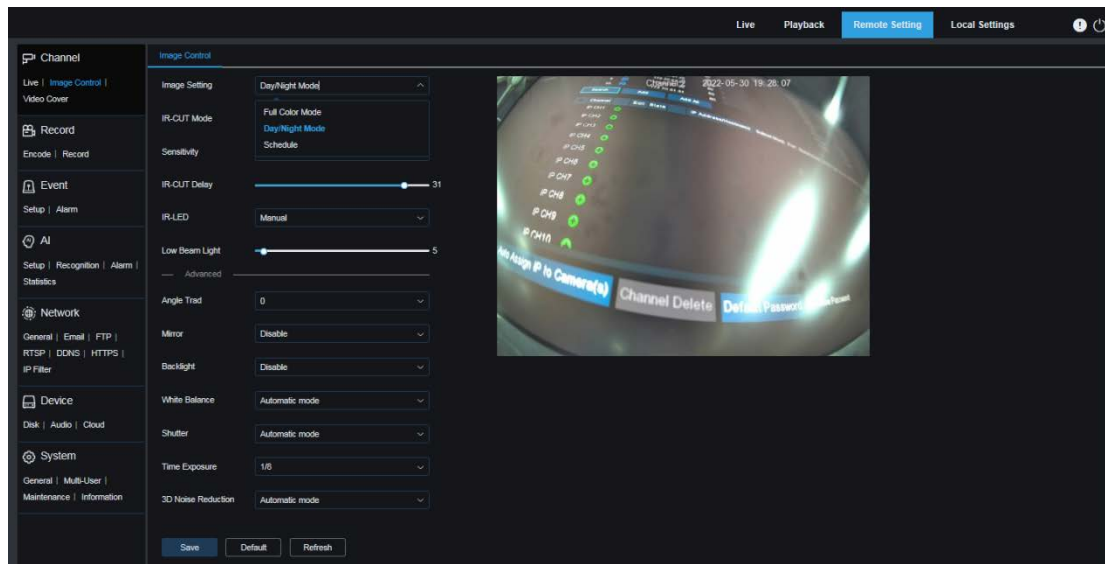 Live Playback Remote Setting Local Settings
Channel
Live | Image Control |
Video Cover
Record
Encode | Record
Event
Setup | Alarm
AI
Setup | Recognition | Alarm |
Statistics
Network
General | Email | FTP |
RTSP | DDNS | HTTPS |
IP Filter
Device
Disk | Audio | Cloud
System
General | Multi-User |
Maintenance | Information
Image Control
Image Setting Day/Night Mode
Full Color Mode
Day/Night Mode
Schedule
IR-CUT Mode
Sensitivity
IR-CUT Delay 31
IR-LED Manual
Low Beam Light 5
Advanced
Angle Trad 0
Mirror Disable
Backlight Disable
White Balance Automatic mode
Shutter Automatic mode
Time Exposure 1/8
3D Noise Reduction Automatic mode
Save Default Refresh
2022-05-30 19:28:07
Channel
IP CH5
IP CH6
IP CH7
IP CH8
IP CH9
IP CH10
Auto Assign IP to Camera(s) Channel Delete Default Password